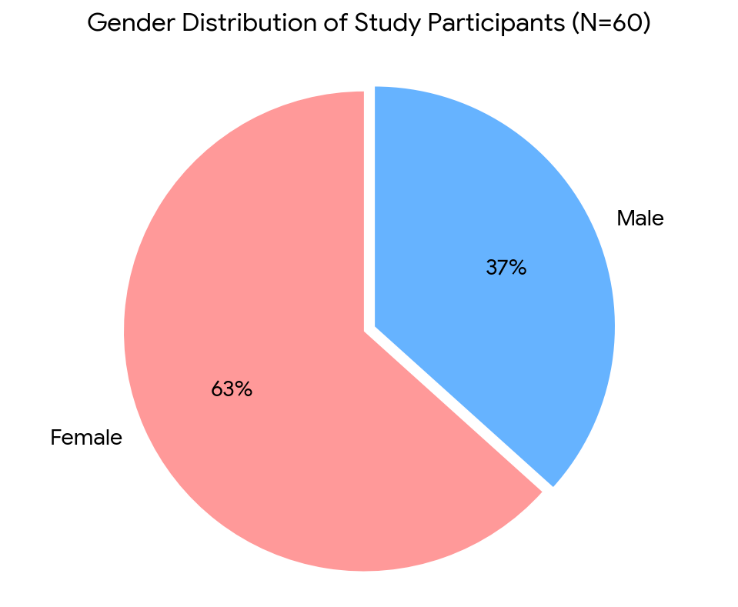 Gender Distribution of Study Participants (N=60)
Male
37%
63%
Female